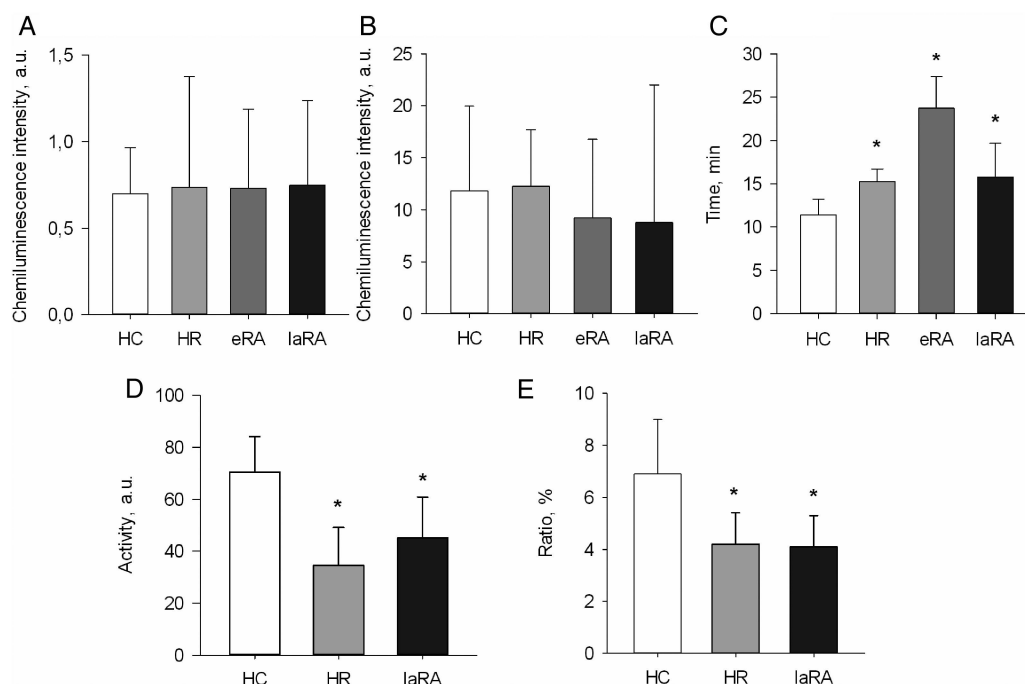 A
Chemiluminescence intensity, a.u.
1,5
1,0
0,5
0,0
HC HR eRA laRA
B
Chemiluminescence intensity, a.u.
25
20
15
10
5
0
HC HR eRA laRA
C
Time, min
30
25
20
15
10
5
0
* * *
HC HR eRA laRA
D
Activity, a.u.
100
80
60
40
20
0
* *
HC HR laRA
E
Ratio, %
10
8
6
4
2
0
* *
HC HR laRA